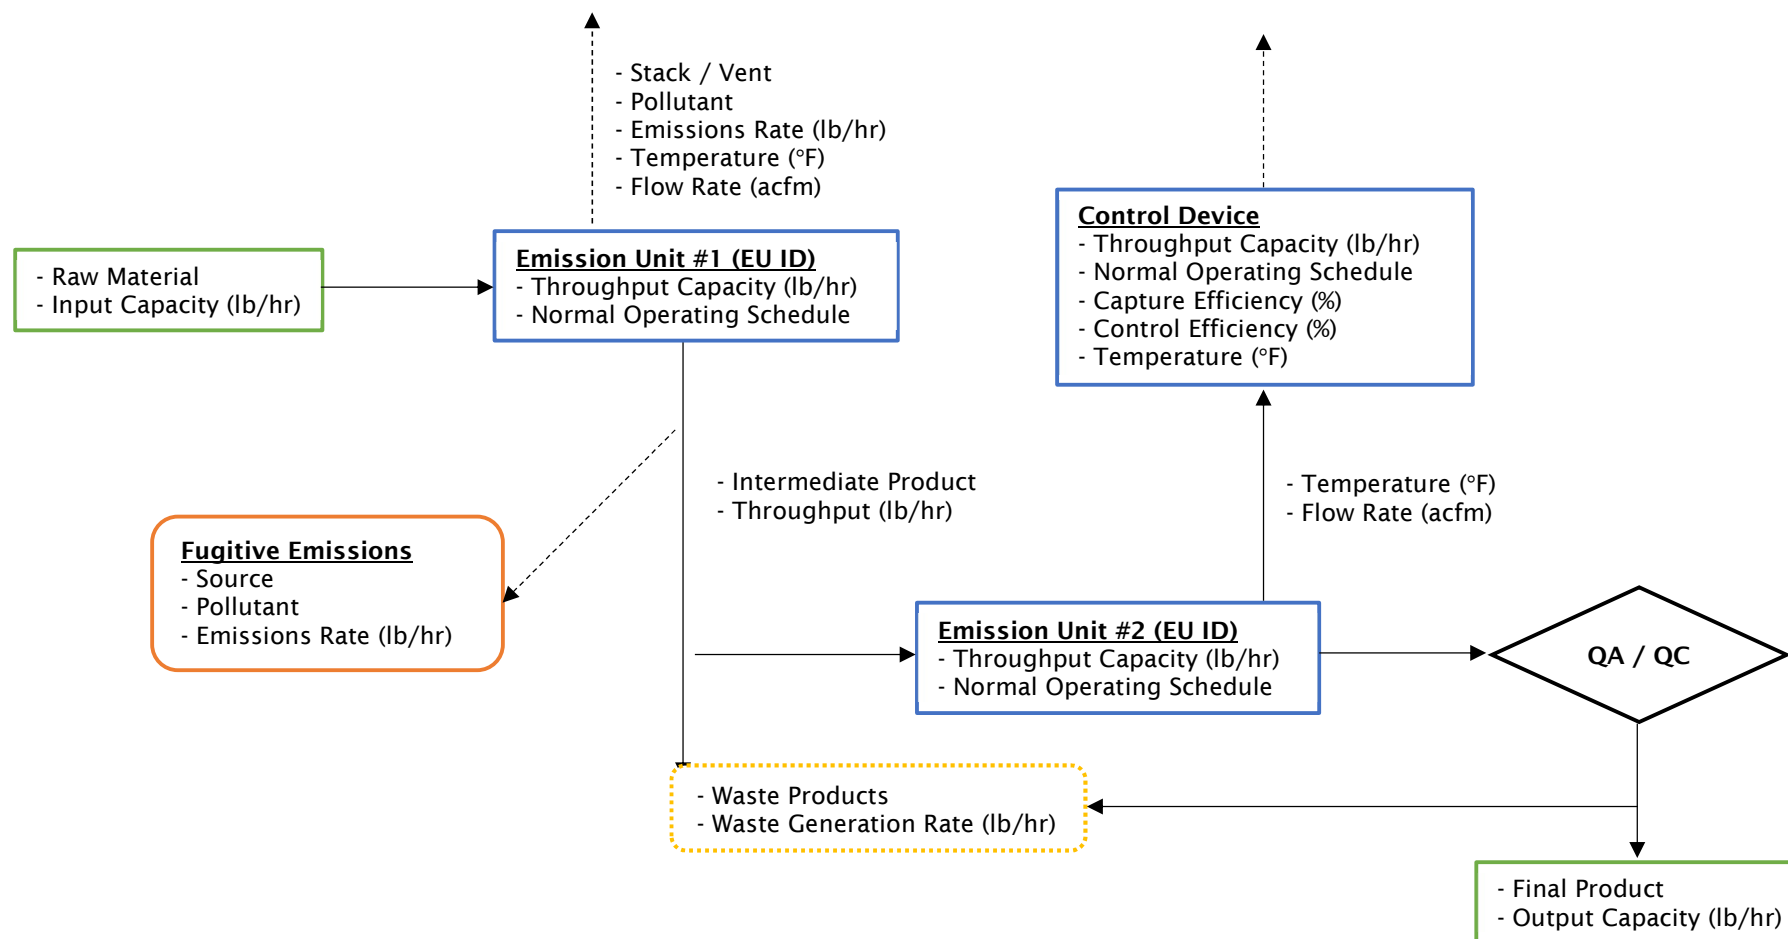 - Stack / Vent
- Pollutant
- Emissions Rate (lb/hr)
- Temperature (°F)
- Flow Rate (acfm)
- Raw Material
- Input Capacity (lb/hr)
Emission Unit #1 (EU ID)
- Throughput Capacity (lb/hr)
- Normal Operating Schedule
Control Device
- Throughput Capacity (lb/hr)
- Normal Operating Schedule
- Capture Efficiency (%)
- Control Efficiency (%)
- Temperature (°F)
- Intermediate Product
- Throughput (lb/hr)
- Temperature (°F)
- Flow Rate (acfm)
Fugitive Emissions
- Source
- Pollutant
- Emissions Rate (lb/hr)
Emission Unit #2 (EU ID)
- Throughput Capacity (lb/hr)
- Normal Operating Schedule
QA / QC
- Waste Products
- Waste Generation Rate (lb/hr)
- Final Product
- Output Capacity (lb/hr)